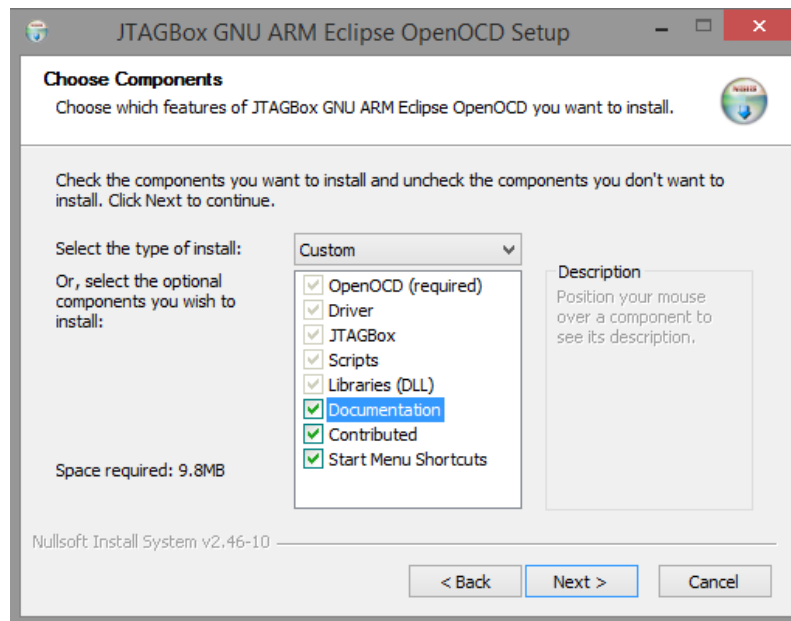 JTAGBox GNU ARM Eclipse OpenOCD Setup
Choose Components
Choose which features of JTAGBox GNU ARM Eclipse OpenOCD you want to install.
Check the components you want to install and uncheck the components you don't want to
install. Click Next to continue.
Select the type of install:
Custom
Or, select the optional
components you wish to
install:
OpenOCD (required)
Driver
JTAGBox
Scripts
Libraries (DLL)
Documentation
Contributed
Start Menu Shortcuts
Description
Position your mouse
over a component to
see its description.
Space required: 9.8MB
Nullsoft Install System v2.46-10
< Back
Next >
Cancel